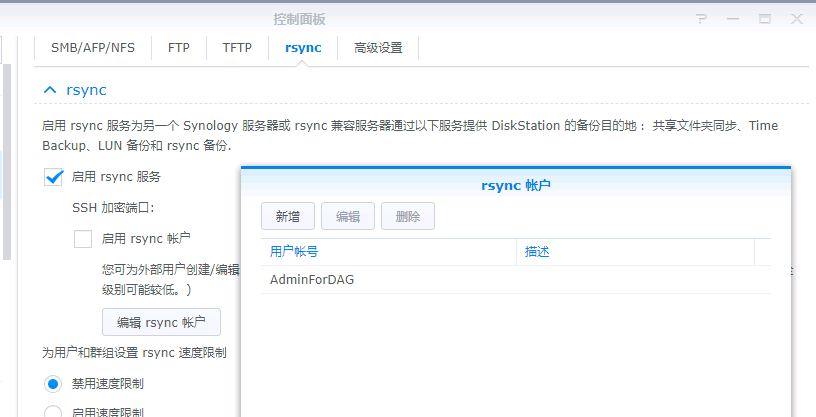 控制面板
SMB/AFP/NFS FTP TFTP rsync 高级设置
rsync
启用 rsync 服务为另一个 Synology 服务器或 rsync 兼容服务器通过以下服务提供 DiskStation 的备份目的地： 共享文件夹同步、Time
Backup、LUN 备份和 rsync 备份.
启用 rsync 服务
SSH 加密端口:
启用 rsync 帐户
您可为外部用户创建/编辑
级别可能较低。)
编辑 rsync 帐户
为用户和群组设置 rsync 速度限制
禁用速度限制
启用速度限制
rsync 帐户
新增 编辑 删除
用户帐号 描述
AdminForDAG